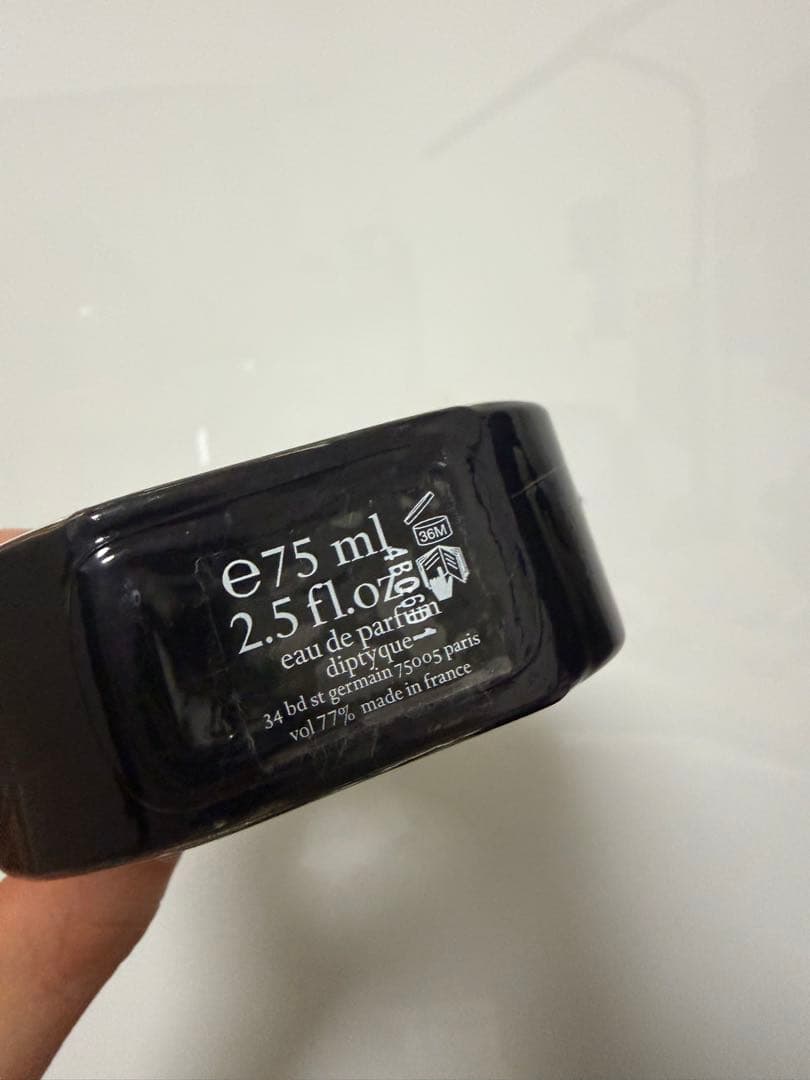 e75 ml
2.5 fl.oz
eau de parfum
diptyque
34 bd st germain 75005 paris
vol 77% made in france
36M